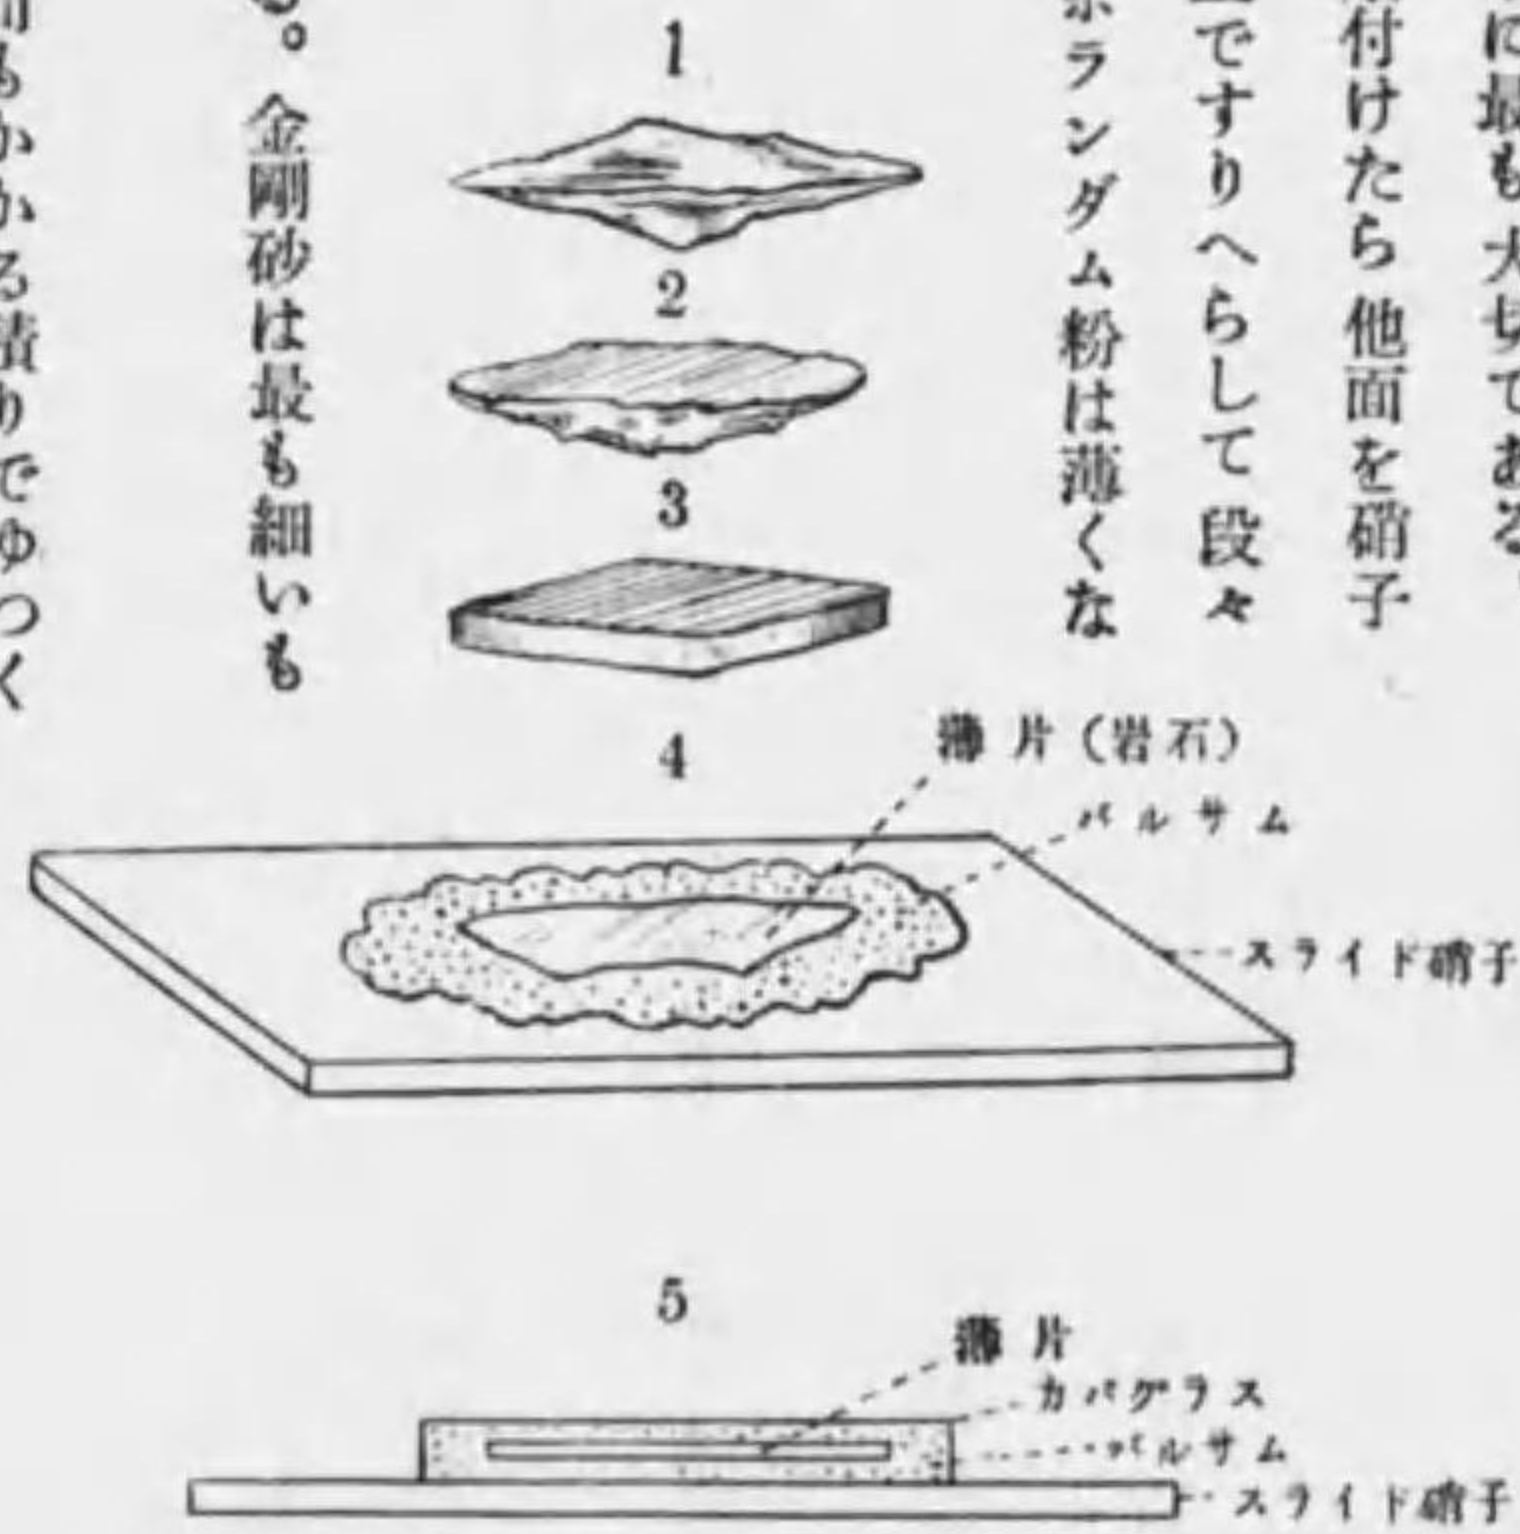 に最も大切である
付けたら他面を硝子
ですりへらして段々
ランダム粉は薄くな
1
2
3
4
薄片(岩石)
バルサム
スライド硝子
5
薄片
カバグラス
バルサム
スライド硝子
。金剛砂は最も細いも
もかかる積りでゆつく